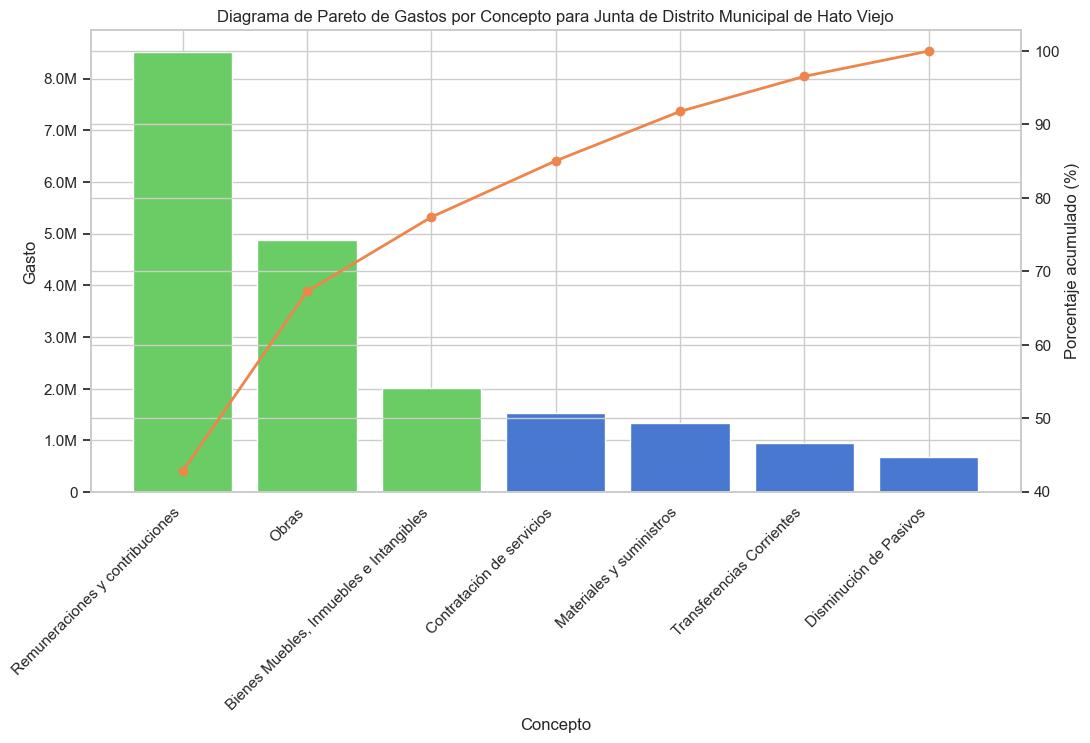 Diagrama de Pareto de Gastos por Concepto para Junta de Distrito Municipal de Hato Viejo
Gasto
8.0M
7.0M
6.0M
5.0M
4.0M
3.0M
2.0M
1.0M
0
100
90
80
70
60
50
40
Porcentaje acumulado (%)
Remuneraciones y contribuciones
Obras
Bienes Muebles, Inmuebles e Intangibles
Contratación de servicios
Materiales y suministros
Transferencias Corrientes
Disminución de Pasivos
Concepto